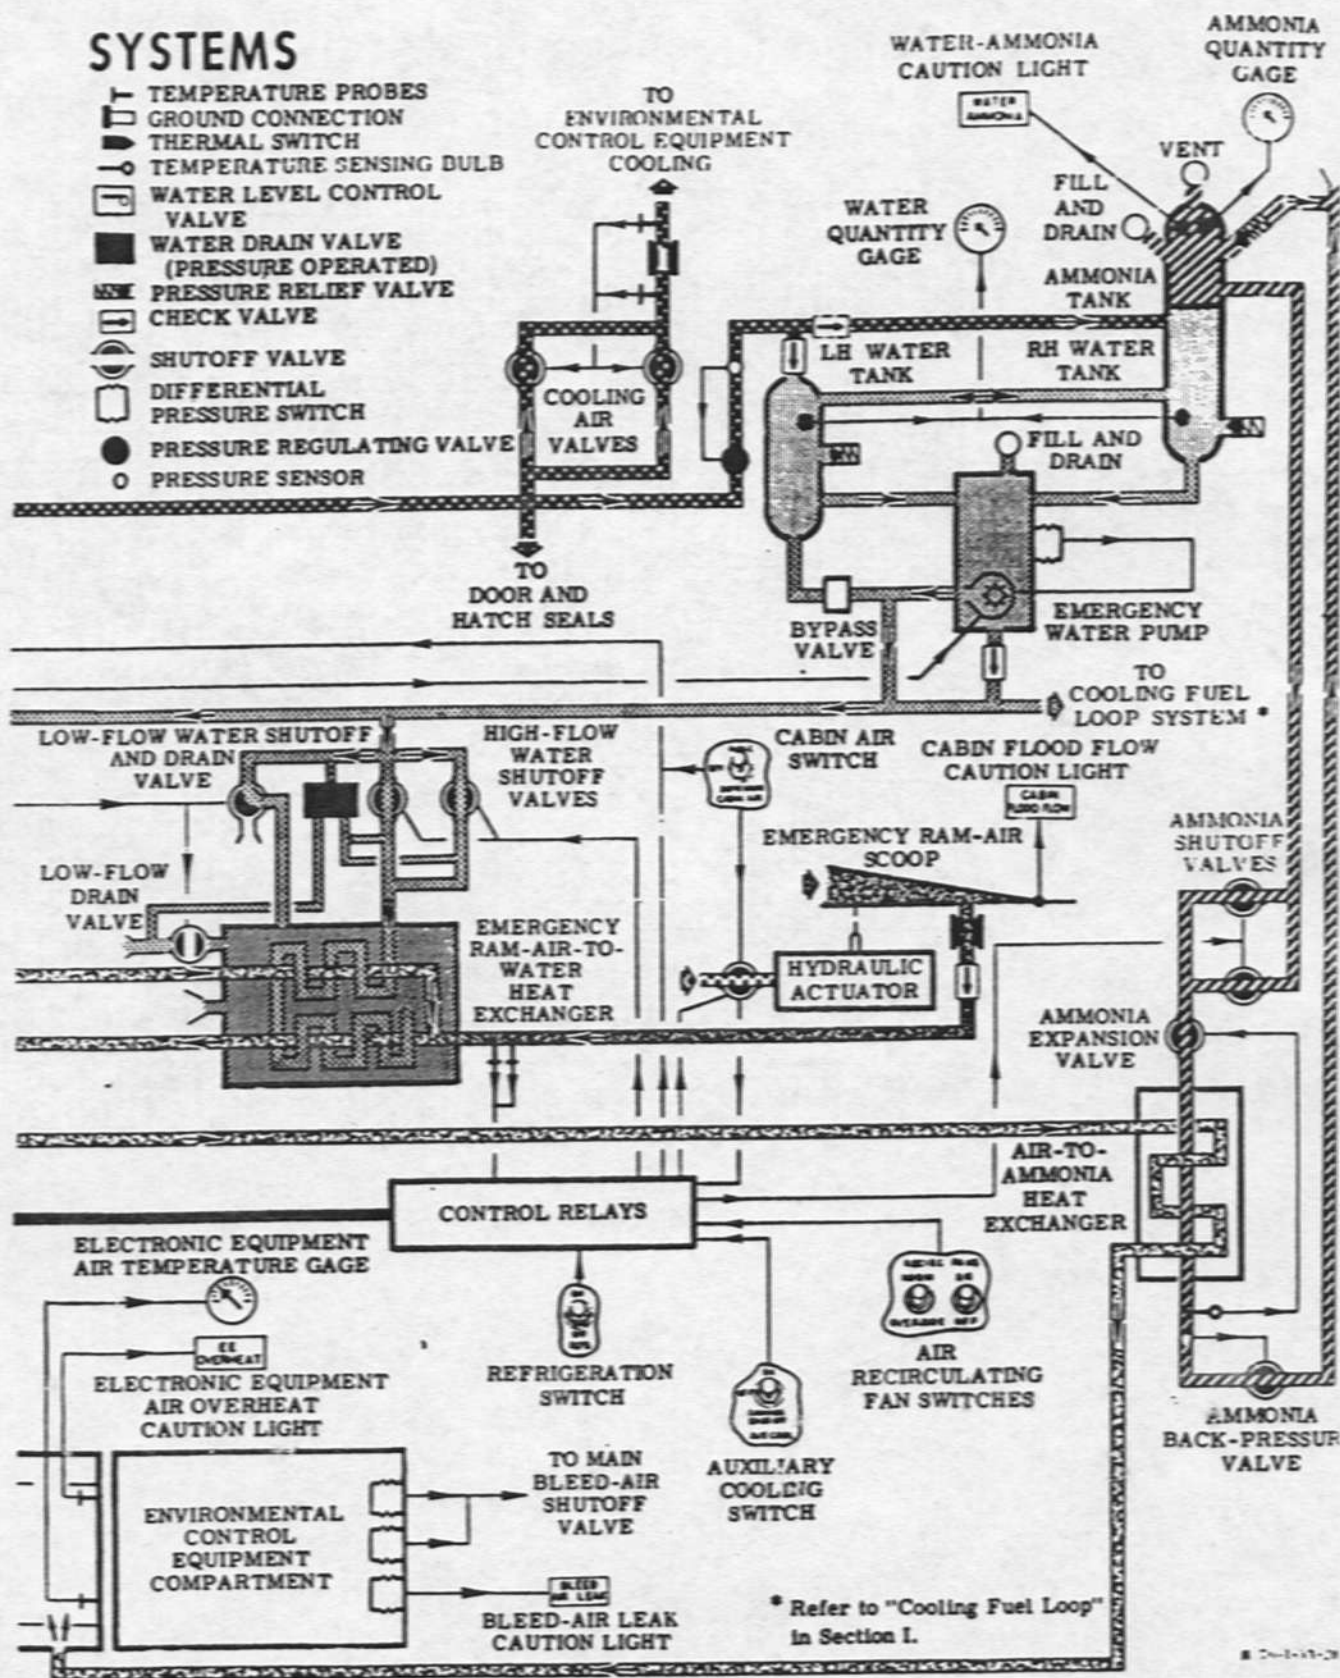 SYSTEMS
TEMPERATURE PROBES
GROUND CONNECTION
THERMAL SWITCH
TEMPERATURE SENSING BULB
WATER LEVEL CONTROL
VALVE
WATER DRAIN VALVE
(PRESSURE OPERATED)
PRESSURE RELIEF VALVE
CHECK VALVE
SHUTOFF VALVE
DIFFERENTIAL
PRESSURE SWITCH
PRESSURE REGULATING VALVE
PRESSURE SENSOR
TO
ENVIRONMENTAL
CONTROL EQUIPMENT
COOLING
WATER-AMMONIA
CAUTION LIGHT
WATER
AMMONIA
AMMONIA
QUANTITY
GAGE
VENT
FILL
AND
DRAIN
WATER
QUANTITY
GAGE
AMMONIA
TANK
LH WATER
TANK
RH WATER
TANK
COOLING
AIR
VALVES
FILL AND
DRAIN
TO
DOOR AND
HATCH SEALS
BYPASS
VALVE
EMERGENCY
WATER PUMP
TO
COOLING FUEL
LOOP SYSTEM *
LOW-FLOW WATER SHUTOFF
AND DRAIN
VALVE
HIGH-FLOW
WATER
SHUTOFF
VALVES
CABIN AIR
SWITCH
CABIN FLOOD FLOW
CAUTION LIGHT
CABIN
FLOOD FLOW
EMERGENCY RAM-AIR
SCOOP
AMMONIA
SHUTOFF
VALVES
LOW-FLOW
DRAIN
VALVE
EMERGENCY
RAM-AIR-TO-
WATER
HEAT
EXCHANGER
HYDRAULIC
ACTUATOR
AMMONIA
EXPANSION
VALVE
AIR-TO-
AMMONIA
HEAT
EXCHANGER
CONTROL RELAYS
ELECTRONIC EQUIPMENT
AIR TEMPERATURE GAGE
EE
OVERHEAT
ELECTRONIC EQUIPMENT
AIR OVERHEAT
CAUTION LIGHT
REFRIGERATION
SWITCH
AIR
RECIRCULATING
FAN SWITCHES
AUXILIARY
COOLING
SWITCH
AMMONIA
BACK-PRESSUR
VALVE
ENVIRONMENTAL
CONTROL
EQUIPMENT
COMPARTMENT
TO MAIN
BLEED-AIR
SHUTOFF
VALVE
BLEED
AIR LEAK
BLEED-AIR LEAK
CAUTION LIGHT
* Refer to "Cooling Fuel Loop"
in Section I.